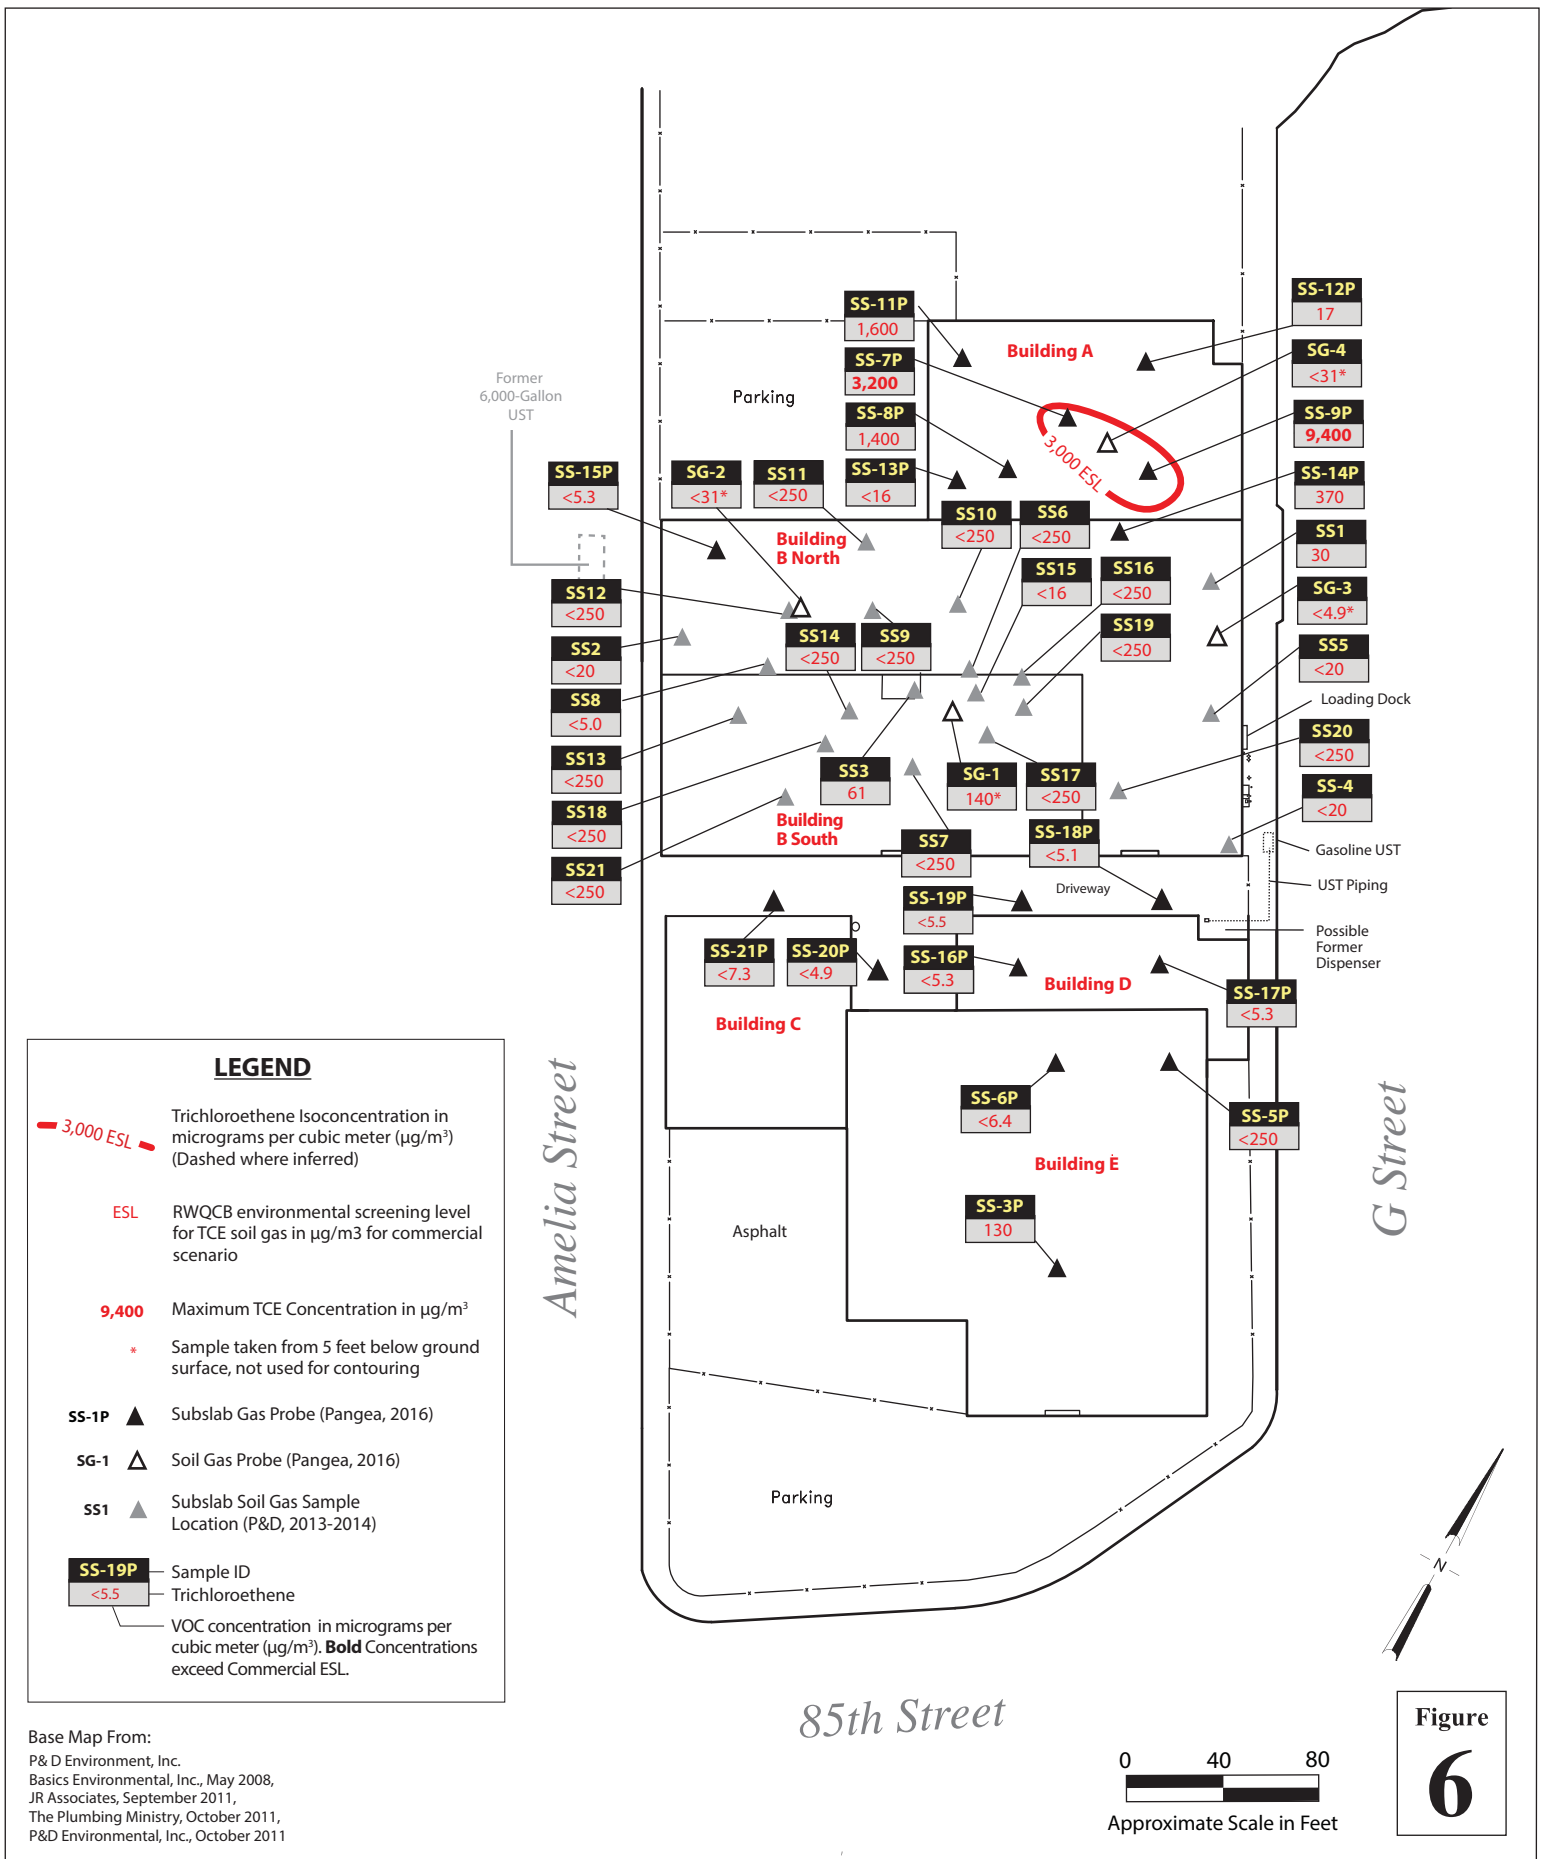 SS-12P
17
SS-11P
1,600
Building A
SG-4
<31*
SS-7P
3,200
Former
6,000-Gallon
UST
Parking
SS-8P
1,400
SS-9P
9,400
3,000 ESL
SS-15P
<5.3
SG-2
<31*
SS11
<250
SS-13P
<16
SS-14P
370
SS10
<250
SS6
<250
Building
B North
SS1
30
SS15
<16
SS16
<250
SG-3
<4.9*
SS12
<250
SS14
<250
SS9
<250
SS19
<250
SS2
<20
SS5
<20
SS8
<5.0
Loading Dock
SS20
<250
SS13
<250
SS3
61
SG-1
140*
SS17
<250
SS-4
<20
SS18
<250
Building
B South
SS7
<250
SS-18P
<5.1
Gasoline UST
SS21
<250
UST Piping
Driveway
SS-19P
<5.5
Possible
Former
Dispenser
SS-21P
<7.3
SS-20P
<4.9
SS-16P
<5.3
Building D
SS-17P
<5.3
Building C
SS-6P
<6.4
SS-5P
<250
Building E
SS-3P
130
Asphalt
Amelia Street
G Street
Parking
N
85th Street
0 40 80
Approximate Scale in Feet
Figure
6
LEGEND
3,000 ESL
Trichloroethene Isoconcentration in
micrograms per cubic meter (µg/m³)
(Dashed where inferred)
ESL RWQCB environmental screening level
for TCE soil gas in µg/m3 for commercial
scenario
9,400 Maximum TCE Concentration in µg/m³
* Sample taken from 5 feet below ground
surface, not used for contouring
SS-1P Subslab Gas Probe (Pangea, 2016)
SG-1 Soil Gas Probe (Pangea, 2016)
SS1 Subslab Soil Gas Sample
Location (P&D, 2013-2014)
SS-19P Sample ID
<5.5 Trichloroethene
VOC concentration in micrograms per
cubic meter (µg/m³). Bold Concentrations
exceed Commercial ESL.
Base Map From:
P& D Environment, Inc.
Basics Environmental, Inc., May 2008,
JR Associates, September 2011,
The Plumbing Ministry, October 2011,
P&D Environmental, Inc., October 2011